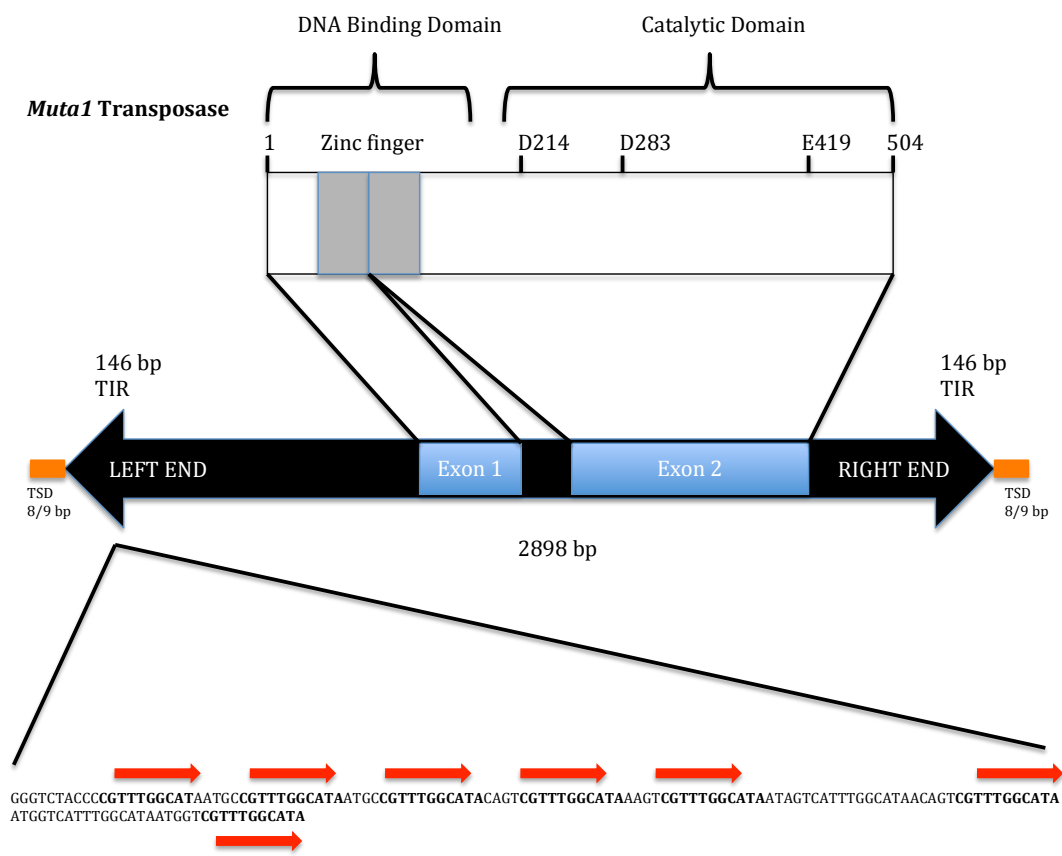 DNA Binding Domain
Catalytic Domain
Muta1 Transposase
1
Zinc finger
D214
D283
E419
504
146 bp
TIR
146 bp
TIR
LEFT END
Exon 1
Exon 2
RIGHT END
TSD
8/9 bp
TSD
8/9 bp
2898 bp
GGGTCTACCCCGTTTGGCATAATGCCGTTTGGCATAATGCCGTTTGGCATACAGTCGTTTGGCATAAAGTCGTTTGGCATAATAGTCATTTGGCATAACAGTCGTTTGGCATA
ATGGTCATTTGGCATAATGGTCGTTTGGCATA